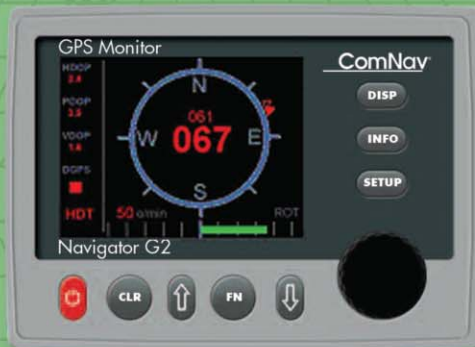 GPS Monitor
ComNav
HDOP
PDOP
VDOP
DGPS
HDT
N
W
E
S
061
067
50 o/min
ROT
DISP
INFO
SETUP
Navigator G2
CLR
FN